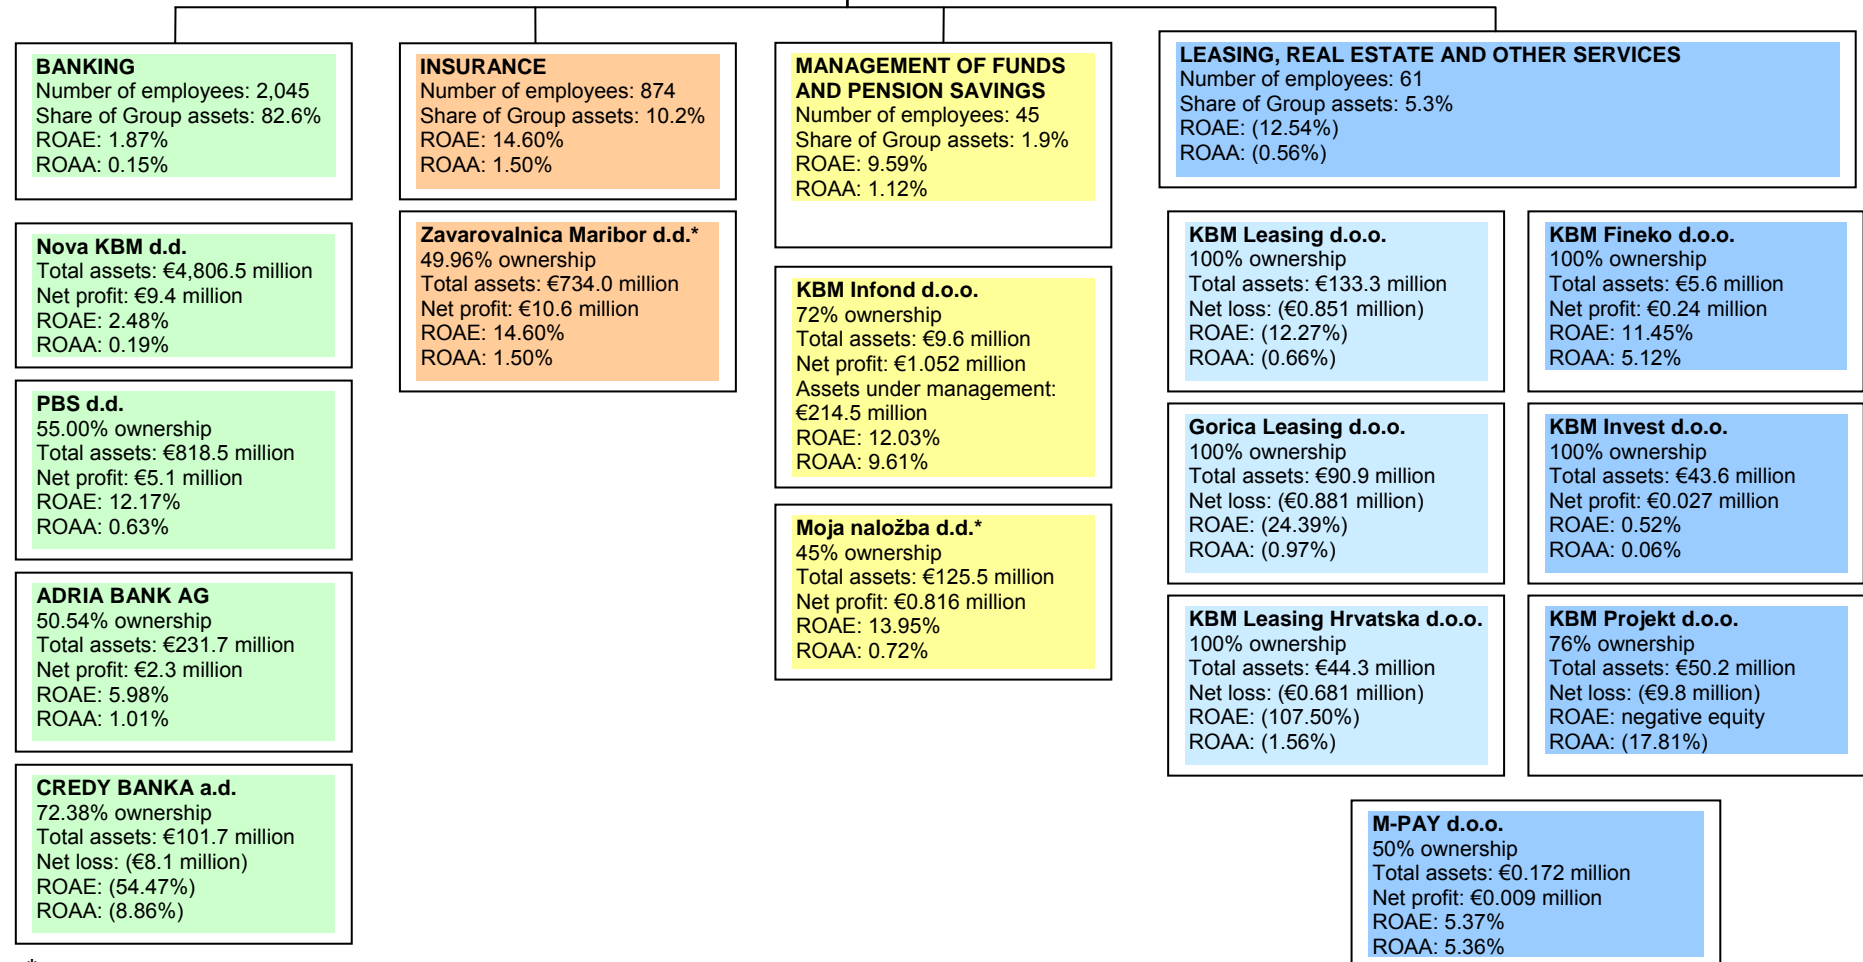 BANKING
Number of employees: 2,045
Share of Group assets: 82.6%
ROAE: 1.87%
ROAA: 0.15%
Nova KBM d.d.
Total assets: €4,806.5 million
Net profit: €9.4 million
ROAE: 2.48%
ROAA: 0.19%
PBS d.d.
55.00% ownership
Total assets: €818.5 million
Net profit: €5.1 million
ROAE: 12.17%
ROAA: 0.63%
ADRIA BANK AG
50.54% ownership
Total assets: €231.7 million
Net profit: €2.3 million
ROAE: 5.98%
ROAA: 1.01%
CREDY BANKA a.d.
72.38% ownership
Total assets: €101.7 million
Net loss: (€8.1 million)
ROAE: (54.47%)
ROAA: (8.86%)
*
INSURANCE
Number of employees: 874
Share of Group assets: 10.2%
ROAE: 14.60%
ROAA: 1.50%
Zavarovalnica Maribor d.d.*
49.96% ownership
Total assets: €734.0 million
Net profit: €10.6 million
ROAE: 14.60%
ROAA: 1.50%
MANAGEMENT OF FUNDS
AND PENSION SAVINGS
Number of employees: 45
Share of Group assets: 1.9%
ROAE: 9.59%
ROAA: 1.12%
KBM Infond d.o.o.
72% ownership
Total assets: €9.6 million
Net profit: €1.052 million
Assets under management:
€214.5 million
ROAE: 12.03%
ROAA: 9.61%
Moja naložba d.d.*
45% ownership
Total assets: €125.5 million
Net profit: €0.816 million
ROAE: 13.95%
ROAA: 0.72%
LEASING, REAL ESTATE AND OTHER SERVICES
Number of employees: 61
Share of Group assets: 5.3%
ROAE: (12.54%)
ROAA: (0.56%)
KBM Leasing d.o.o.
100% ownership
Total assets: €133.3 million
Net loss: (€0.851 million)
ROAE: (12.27%)
ROAA: (0.66%)
Gorica Leasing d.o.o.
100% ownership
Total assets: €90.9 million
Net loss: (€0.881 million)
ROAE: (24.39%)
ROAA: (0.97%)
KBM Leasing Hrvatska d.o.o.
100% ownership
Total assets: €44.3 million
Net loss: (€0.681 million)
ROAE: (107.50%)
ROAA: (1.56%)
KBM Fineko d.o.o.
100% ownership
Total assets: €5.6 million
Net profit: €0.24 million
ROAE: 11.45%
ROAA: 5.12%
KBM Invest d.o.o.
100% ownership
Total assets: €43.6 million
Net profit: €0.027 million
ROAE: 0.52%
ROAA: 0.06%
KBM Projekt d.o.o.
76% ownership
Total assets: €50.2 million
Net loss: (€9.8 million)
ROAE: negative equity
ROAA: (17.81%)
M-PAY d.o.o.
50% ownership
Total assets: €0.172 million
Net profit: €0.009 million
ROAE: 5.37%
ROAA: 5.36%